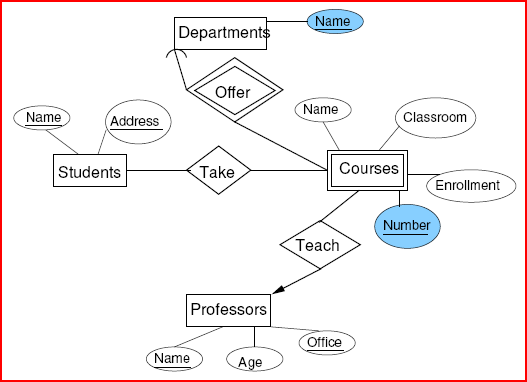 Departments
Name
Offer
Name
Classroom
Name
Address
Students
Take
Courses
Enrollment
Number
Teach
Professors
Name
Age
Office